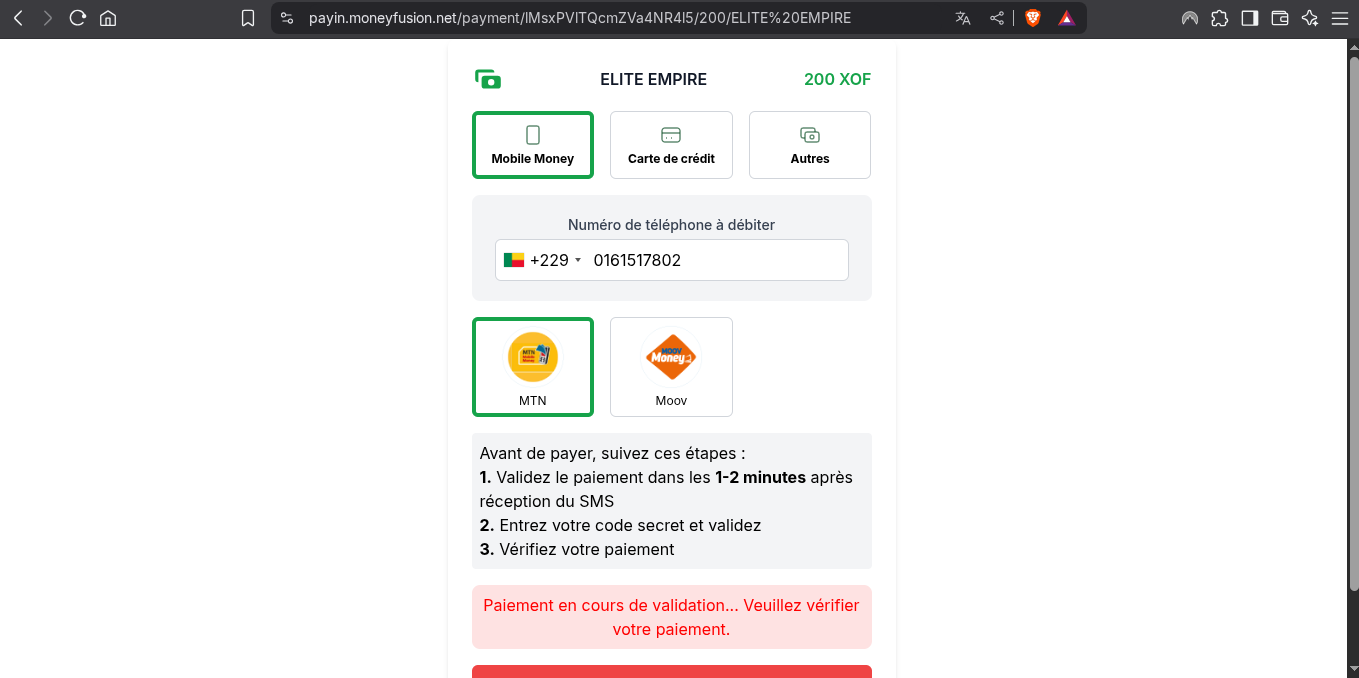 payin.moneyfusion.net/payment/lMsxPVlTQcmZVa4NR4l5/200/ELITE%20EMPIRE
ELITE EMPIRE
200 XOF
Mobile Money
Carte de crédit
Autres
Numéro de téléphone à débiter
+229
0161517802
MTN
Moov
Avant de payer, suivez ces étapes :
1. Validez le paiement dans les 1-2 minutes après
réception du SMS
2. Entrez votre code secret et validez
3. Vérifiez votre paiement
Paiement en cours de validation... Veuillez vérifier
votre paiement.